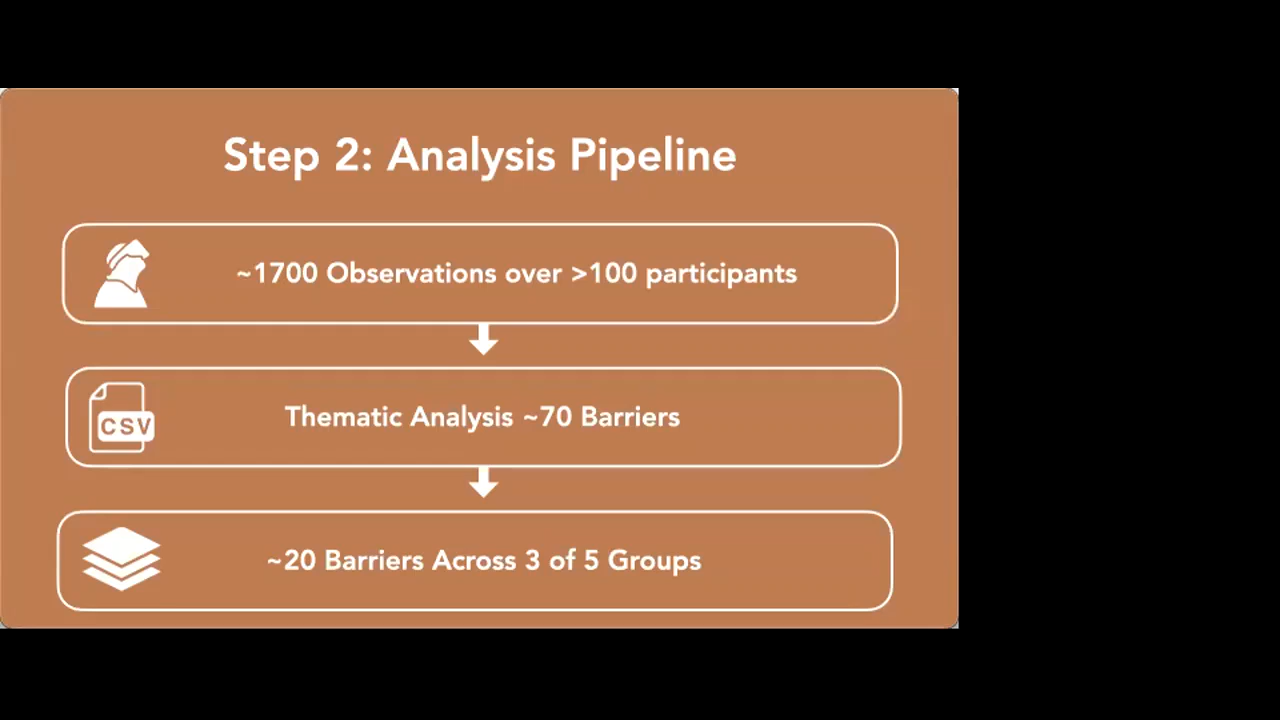 Step 2: Analysis Pipeline
~1700 Observations over >100 participants
CSV
Thematic Analysis ~70 Barriers
~20 Barriers Across 3 of 5 Groups